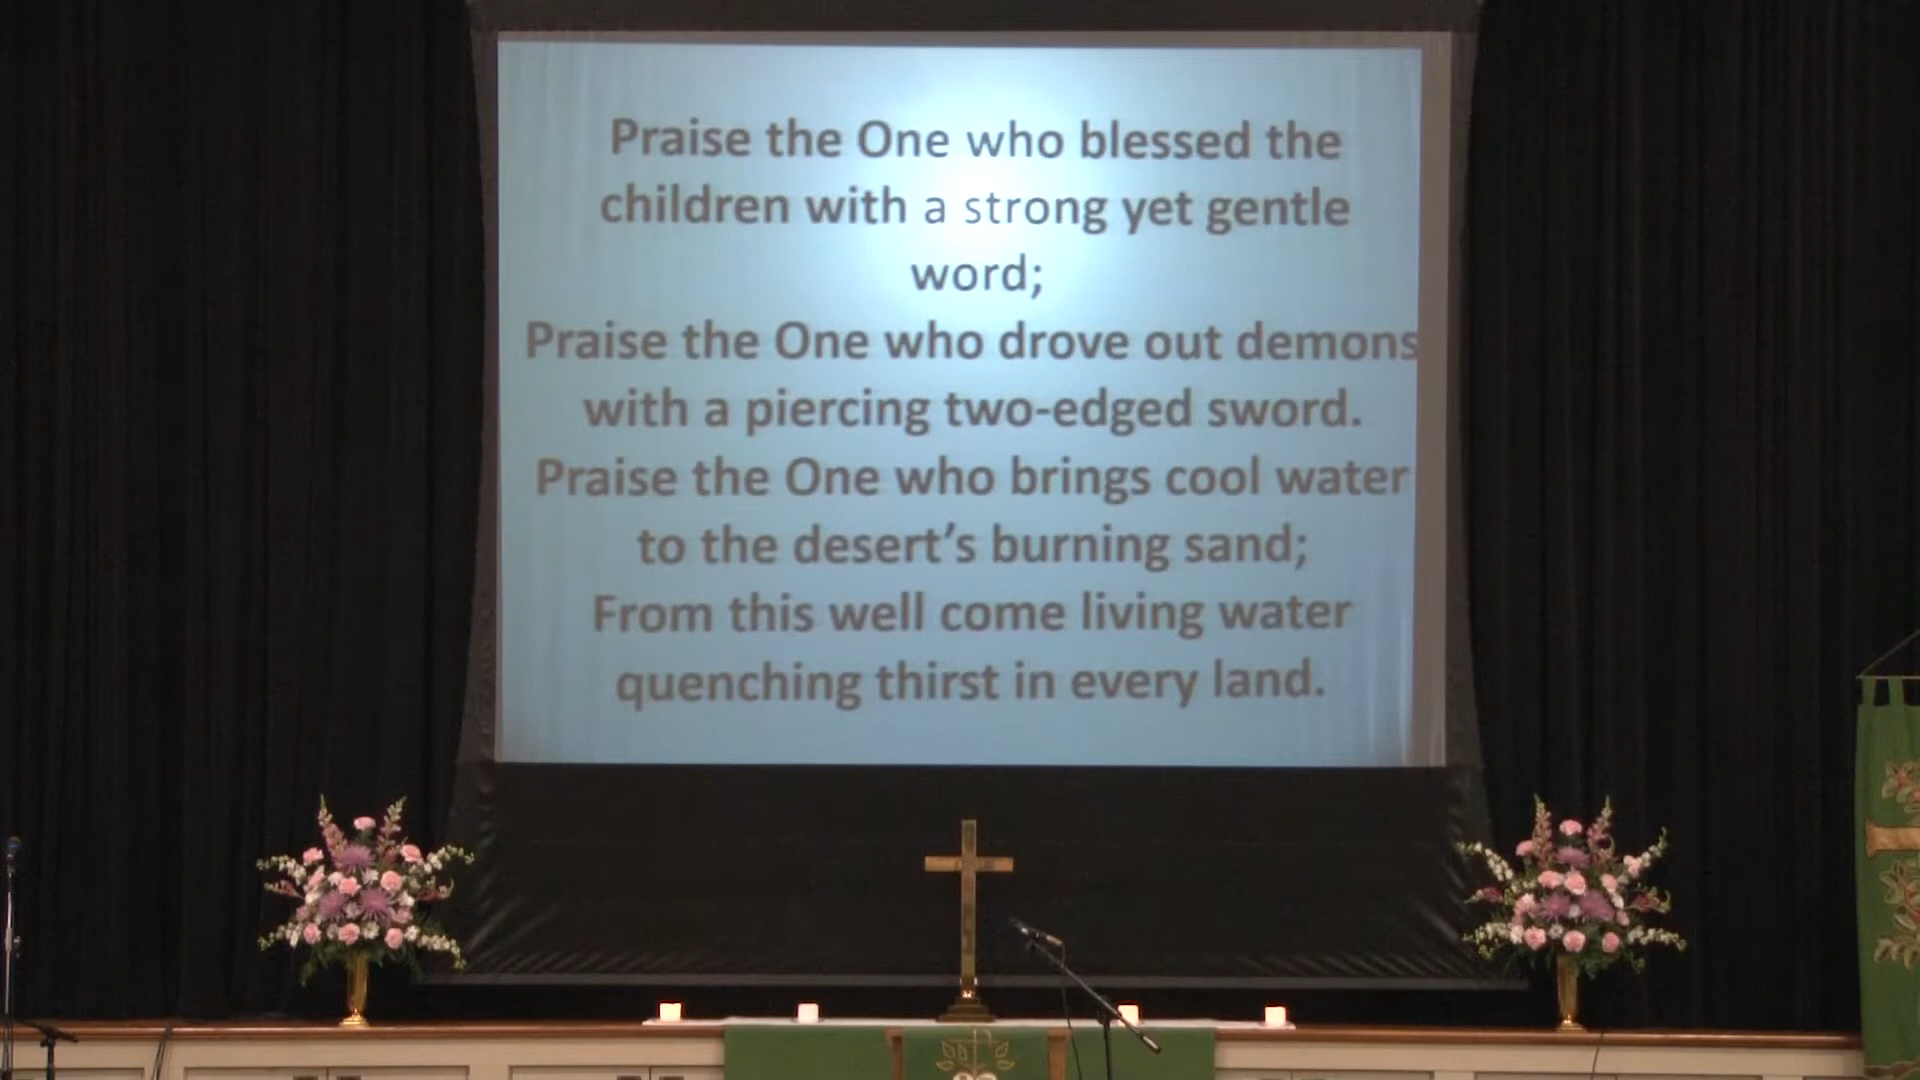 Praise the One who blessed the
children with a strong yet gentle
word;
Praise the One who drove out demons
with a piercing two-edged sword.
Praise the One who brings cool water
to the desert’s burning sand;
From this well come living water
quenching thirst in every land.